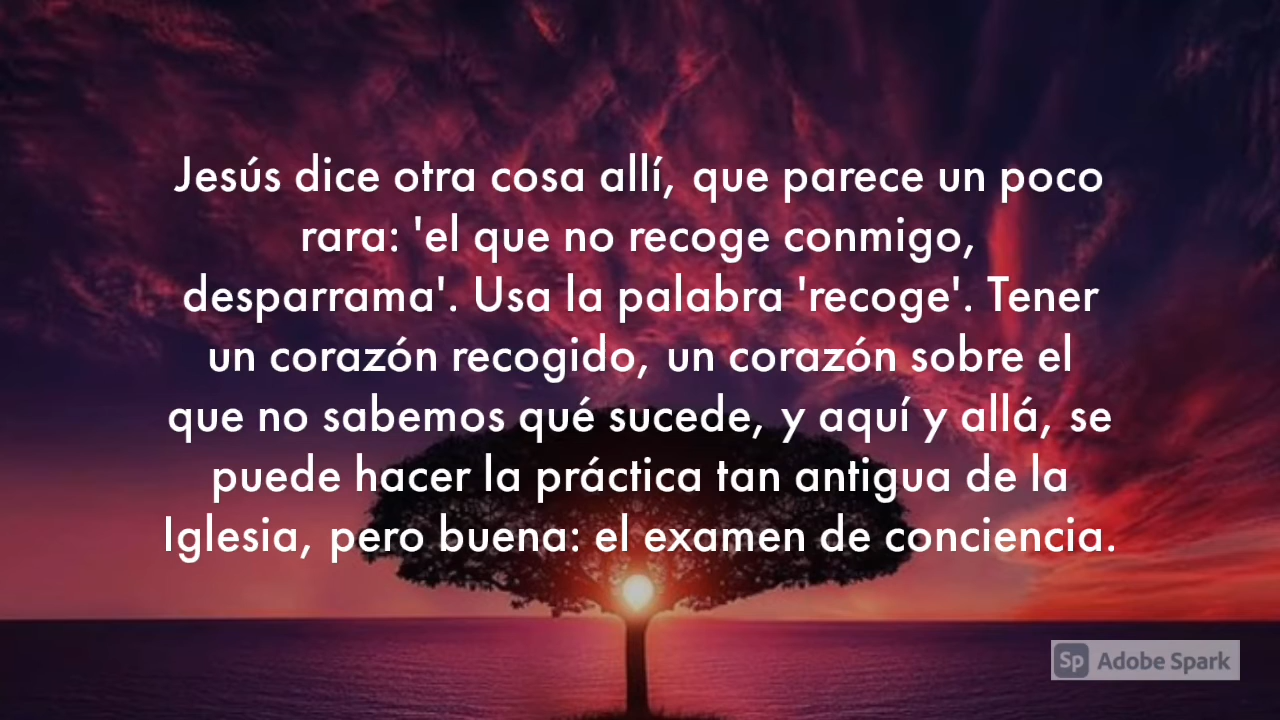 Jesús dice otra cosa allí, que parece un poco
rara: 'el que no recoge conmigo,
desparrama'. Usa la palabra 'recoge'. Tener
un corazón recogido, un corazón sobre el
que no sabemos qué sucede, y aquí y allá, se
puede hacer la práctica tan antigua de la
Iglesia, pero buena: el examen de conciencia.
Sp Adobe Spark